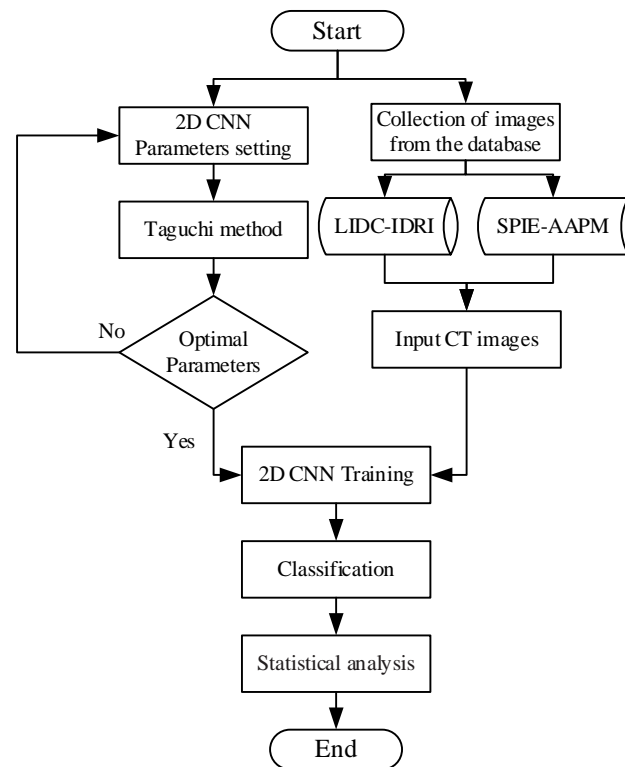 Start
2D CNN
Parameters setting
Collection of images
from the database
Taguchi method
LIDC-IDRI
SPIE-AAPM
No
Optimal
Parameters
Input CT images
Yes
2D CNN Training
Classification
Statistical analysis
End